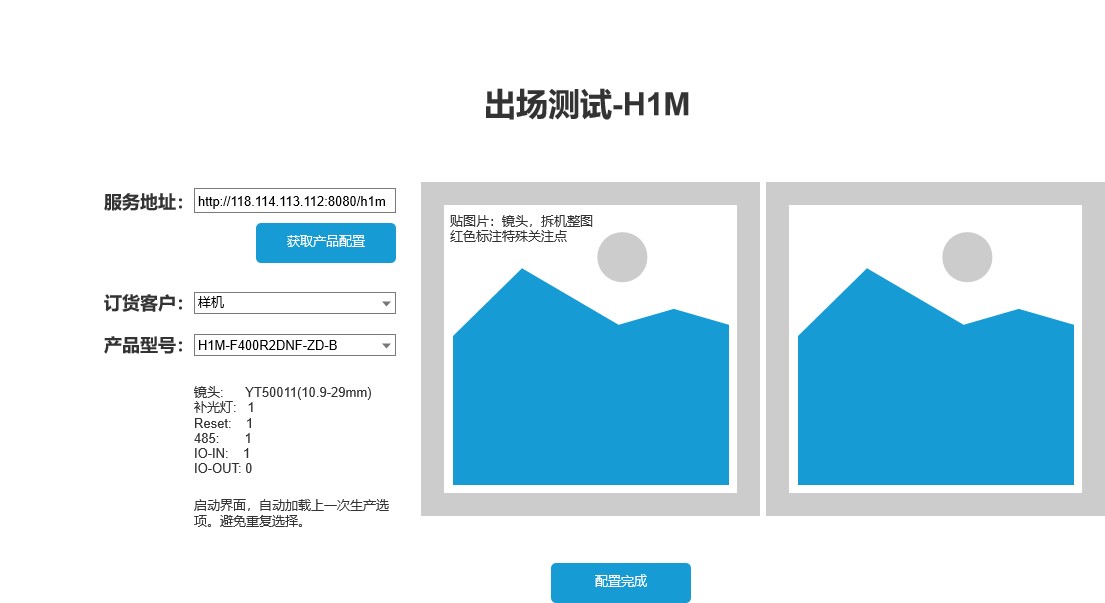 出场测试-H1M
服务地址： http://118.114.113.112:8080/h1m
获取产品配置
订货客户： 样机
产品型号： H1M-F400R2DNF-ZD-B
镜头: YT50011(10.9-29mm)
补光灯: 1
Reset: 1
485: 1
IO-IN: 1
IO-OUT: 0
启动界面，自动加载上一次生产选
项。避免重复选择。
贴图片：镜头，拆机整图
红色标注特殊关注点
配置完成